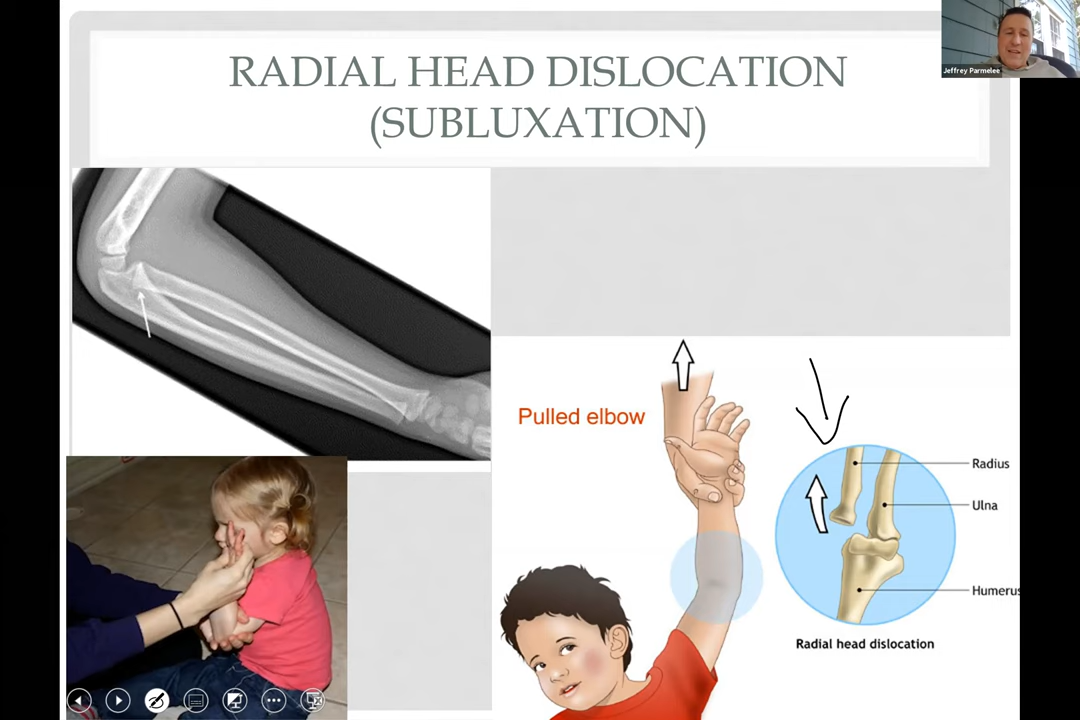 Jeffrey Parmelee
RADIAL HEAD DISLOCATION
(SUBLUXATION)
Pulled elbow
Radius
Ulna
Humerus
Radial head dislocation